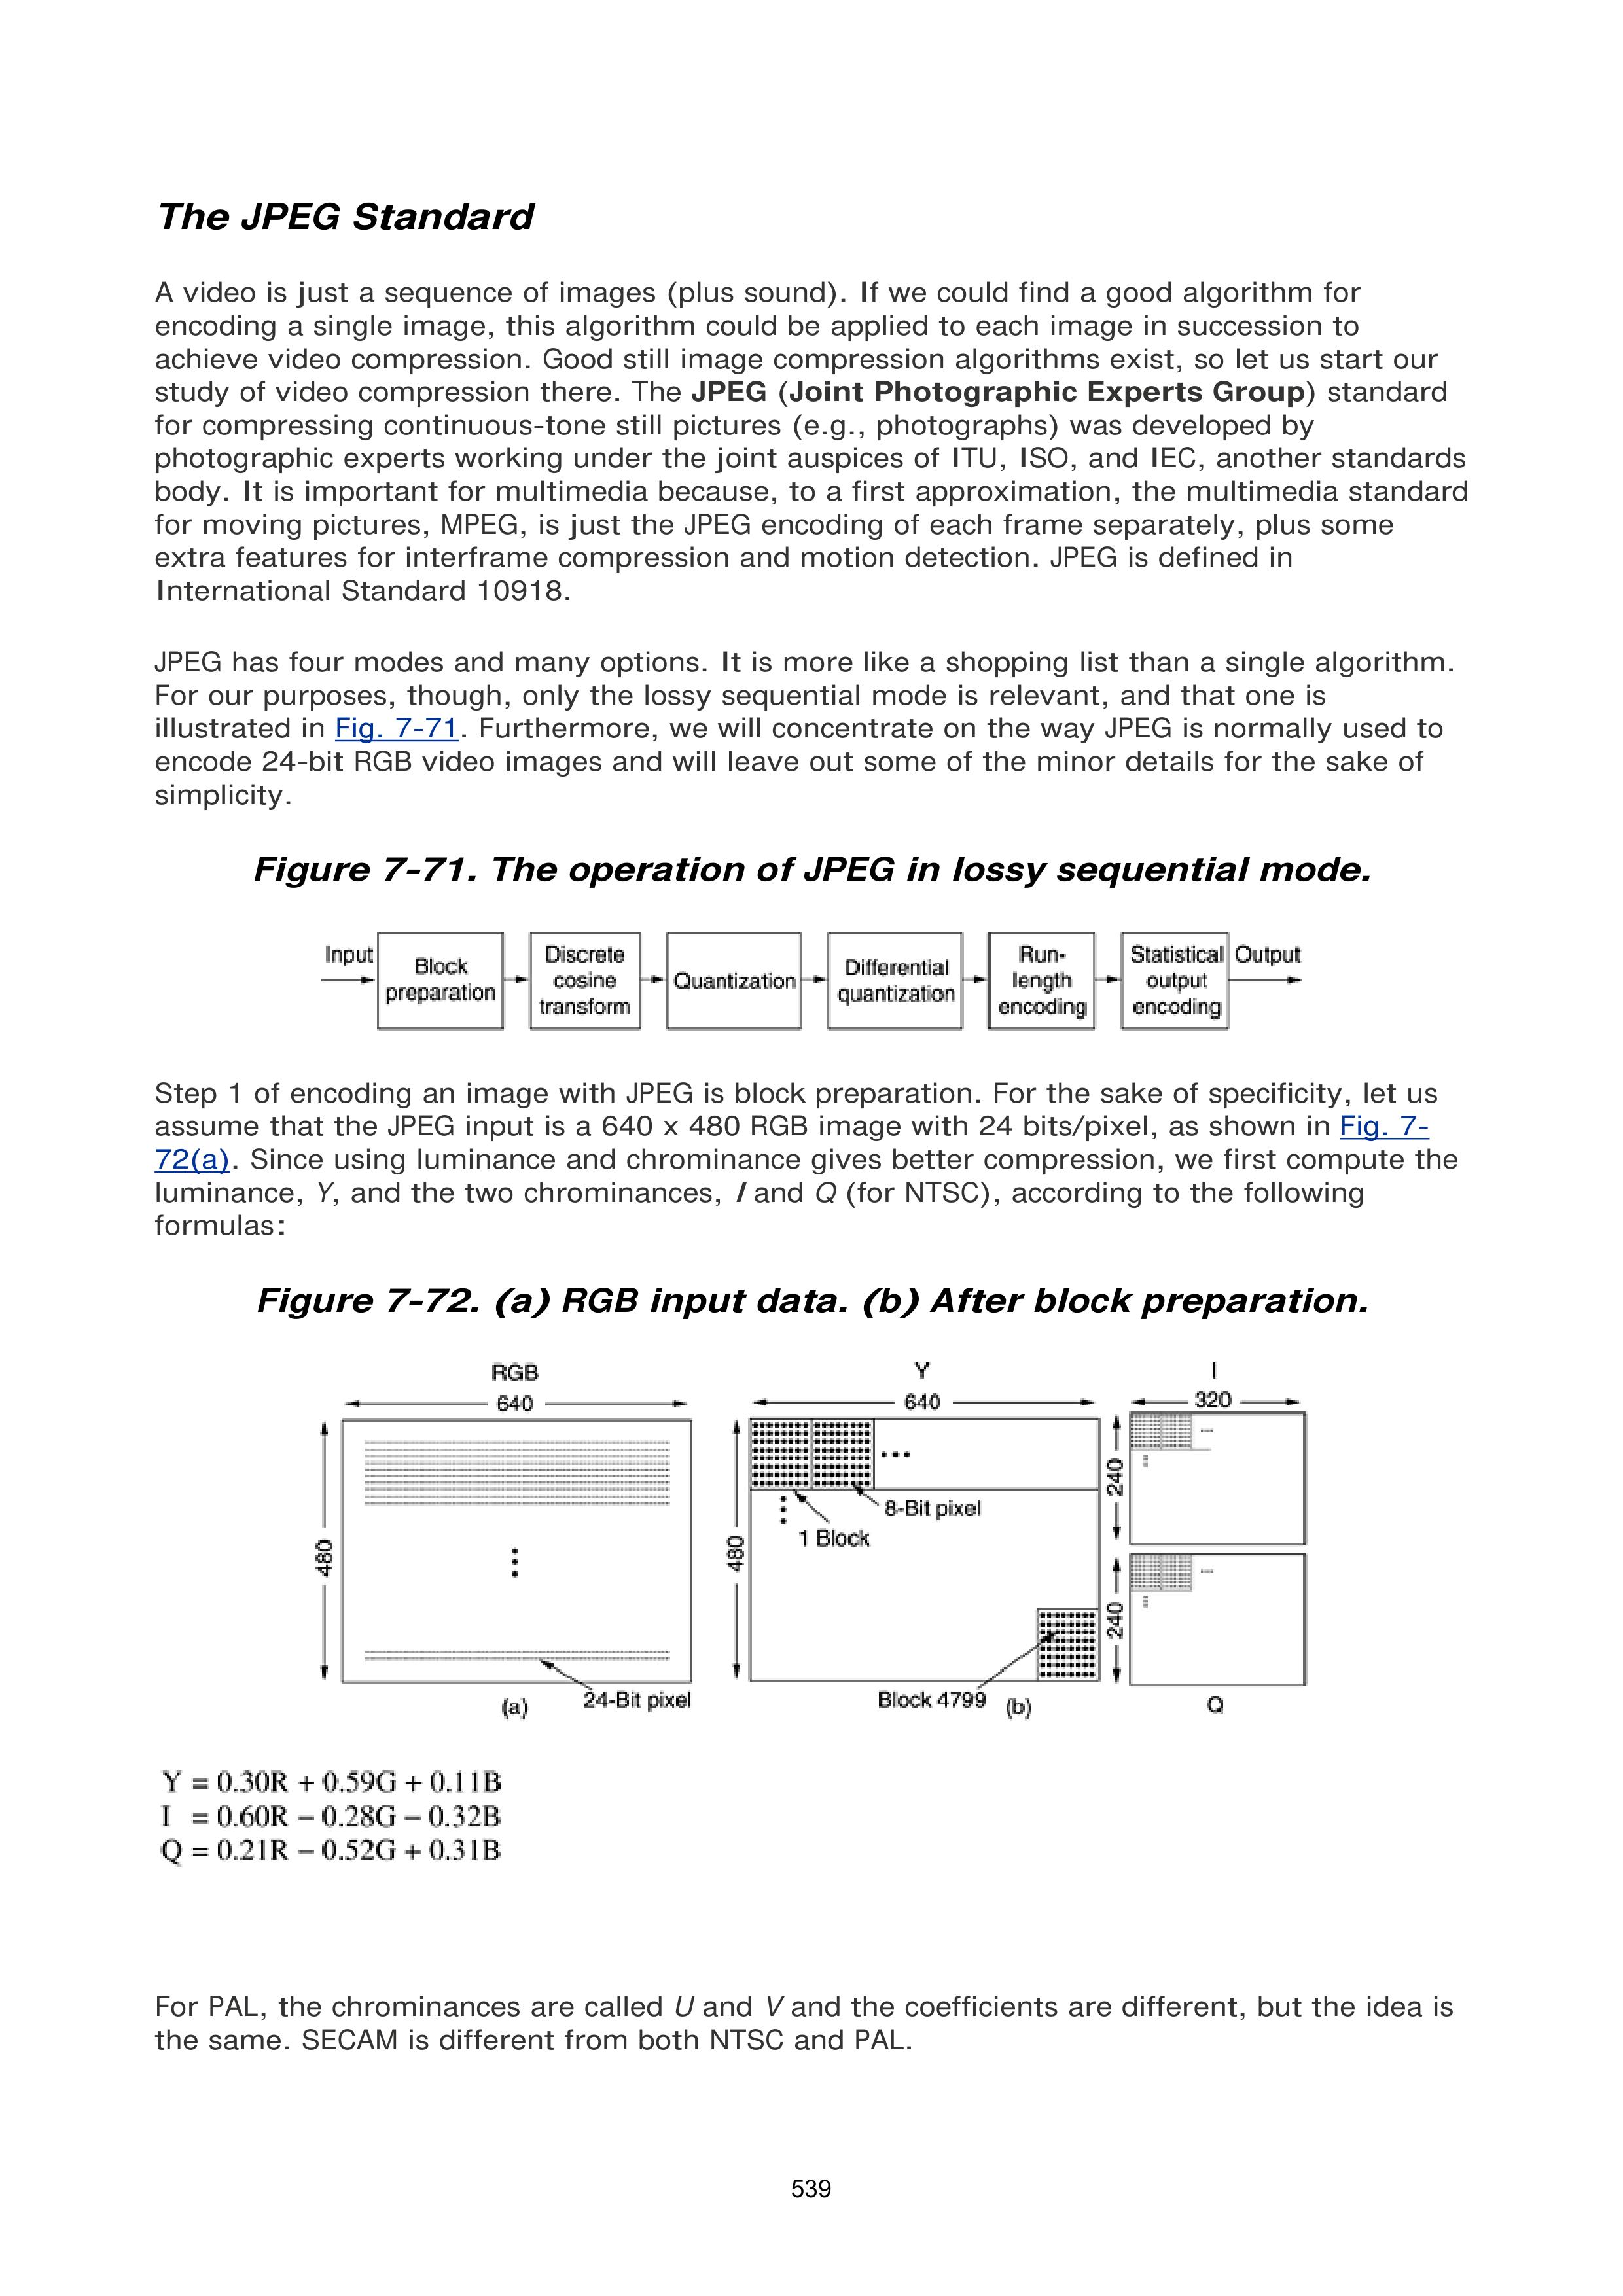 The JPEG Standard
A video is just a sequence of images (plus sound). If we could find a good algorithm for
encoding a single image, this algorithm could be applied to each image in succession to
achieve video compression. Good still image compression algorithms exist, so let us start our
study of video compression there. The JPEG (Joint Photographic Experts Group) standard
for compressing continuous-tone still pictures (e.g., photographs) was developed by
photographic experts working under the joint auspices of ITU, ISO, and IEC, another standards
body. It is important for multimedia because, to a first approximation, the multimedia standard
for moving pictures, MPEG, is just the JPEG encoding of each frame separately, plus some
extra features for interframe compression and motion detection. JPEG is defined in
International Standard 10918.
JPEG has four modes and many options. It is more like a shopping list than a single algorithm.
For our purposes, though, only the lossy sequential mode is relevant, and that one is
illustrated in Fig. 7-71. Furthermore, we will concentrate on the way JPEG is normally used to
encode 24-bit RGB video images and will leave out some of the minor details for the sake of
simplicity.
Figure 7-71. The operation of JPEG in lossy sequential mode.
Input
Block
preparation
Discrete
cosine
transform
Quantization
Differential
quantization
Run-
length
encoding
Statistical
output
encoding
Output
Step 1 of encoding an image with JPEG is block preparation. For the sake of specificity, let us
assume that the JPEG input is a 640 x 480 RGB image with 24 bits/pixel, as shown in Fig. 7-
72(a). Since using luminance and chrominance gives better compression, we first compute the
luminance, Y, and the two chrominances, I and Q (for NTSC), according to the following
formulas:
Figure 7-72. (a) RGB input data. (b) After block preparation.
RGB
640
480
24-Bit pixel
(a)
Y
640
480
8-Bit pixel
1 Block
Block 4799
(b)
I
320
240
240
Q
Y = 0.30R + 0.59G + 0.11B
I = 0.60R – 0.28G – 0.32B
Q = 0.21R – 0.52G + 0.31B
For PAL, the chrominances are called U and V and the coefficients are different, but the idea is
the same. SECAM is different from both NTSC and PAL.
539